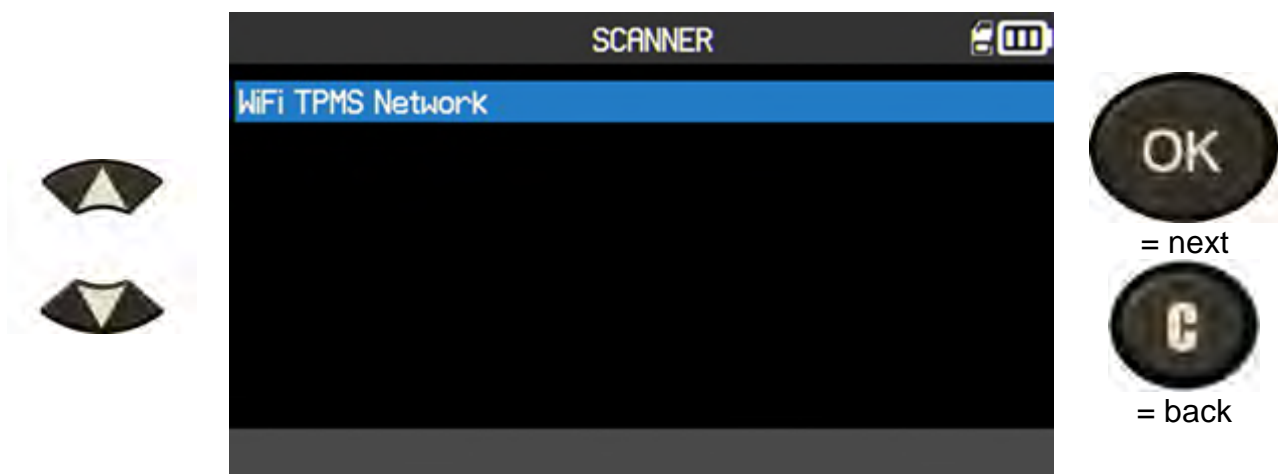 SCANNER
WiFi TPMS Network
OK
= next
C
= back